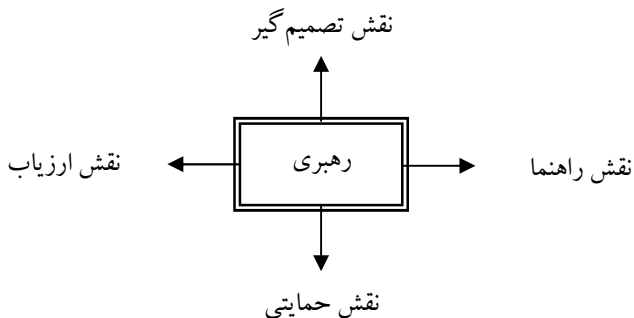 نقش تصمیم‌گیر
نقش راهنما
رهبری
نقش ارزیاب
نقش حمایتی